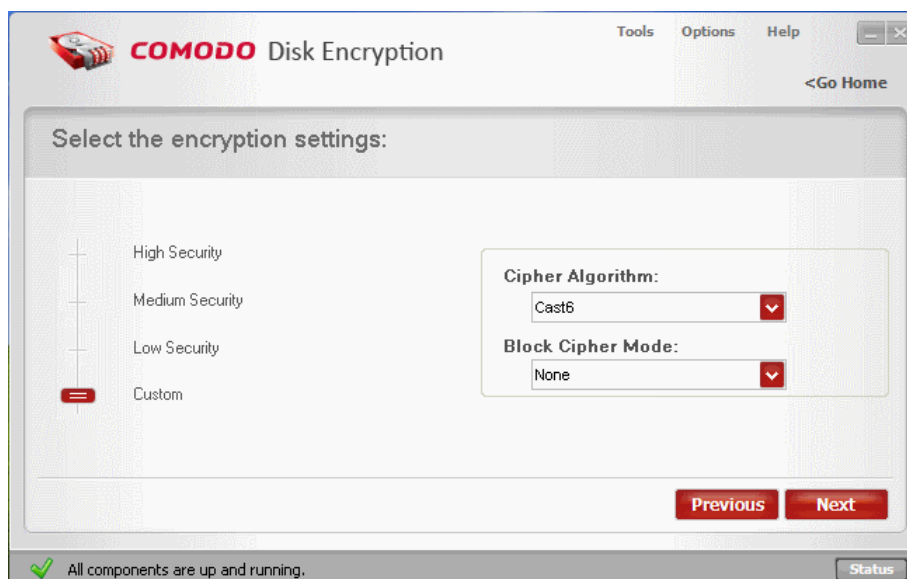 COMODO Disk Encryption
Tools Options Help
<Go Home
Select the encryption settings:
High Security
Medium Security
Low Security
Custom
Cipher Algorithm:
Cast6
Block Cipher Mode:
None
Previous Next
All components are up and running.
Status